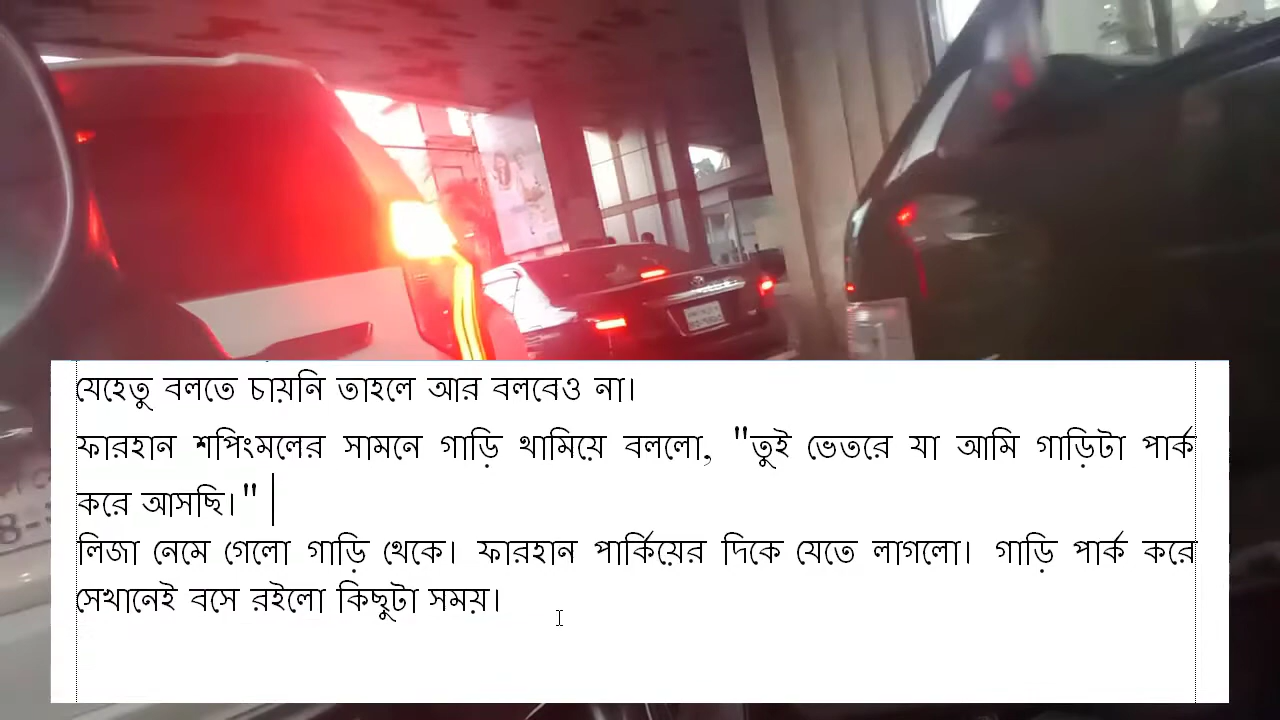 যেহেতু বলতে চায়নি তাহলে আর বলবেও না।
ফারহান শপিংমলের সামনে গাড়ি থামিয়ে বললো, "তুই ভেতরে যা আমি গাড়িটা পার্ক
করে আসছি।"
লিজা নেমে গেলো গাড়ি থেকে। ফারহান পার্কিয়ের দিকে যেতে লাগলো। গাড়ি পার্ক করে
সেখানেই বসে রইলো কিছুটা সময়।